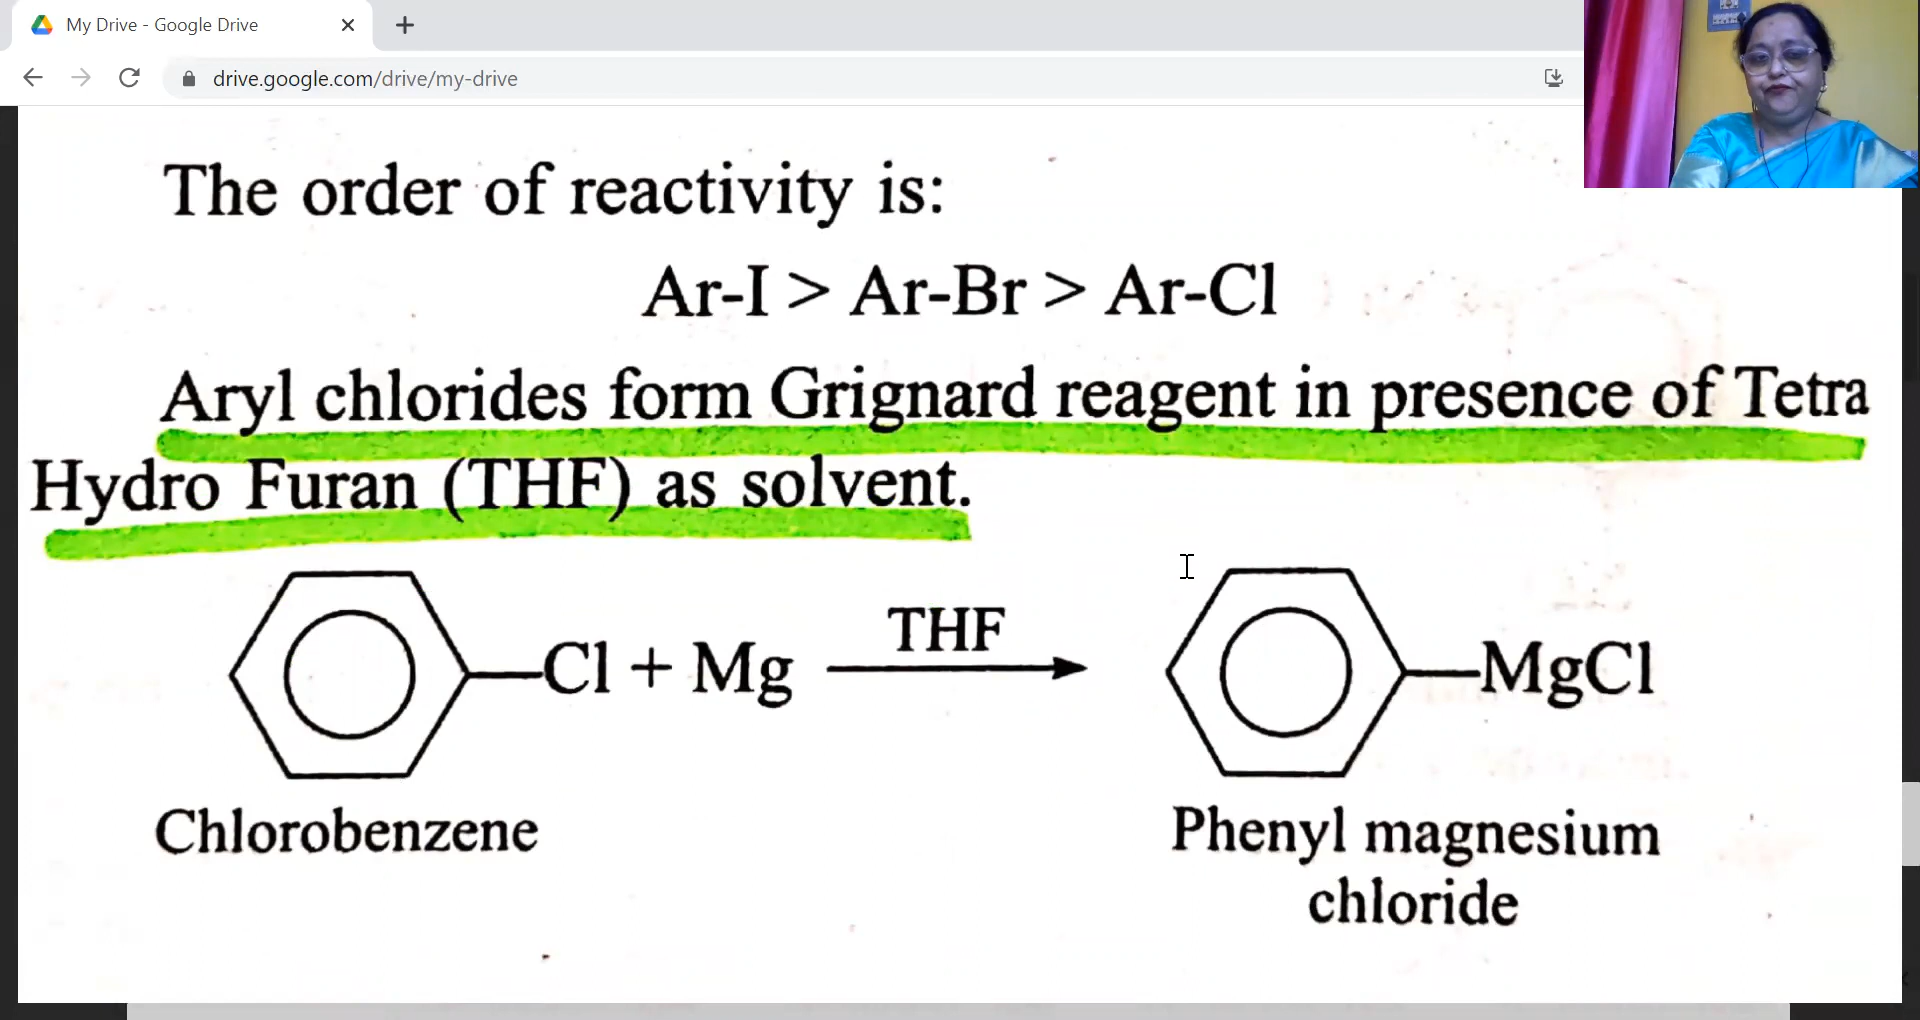 My Drive - Google Drive
drive.google.com/drive/my-drive
The order of reactivity is:
Ar-I > Ar-Br > Ar-Cl
Aryl chlorides form Grignard reagent in presence of Tetra
Hydro Furan (THF) as solvent.
THF
Cl + Mg
MgCl
Chlorobenzene
Phenyl magnesium
chloride